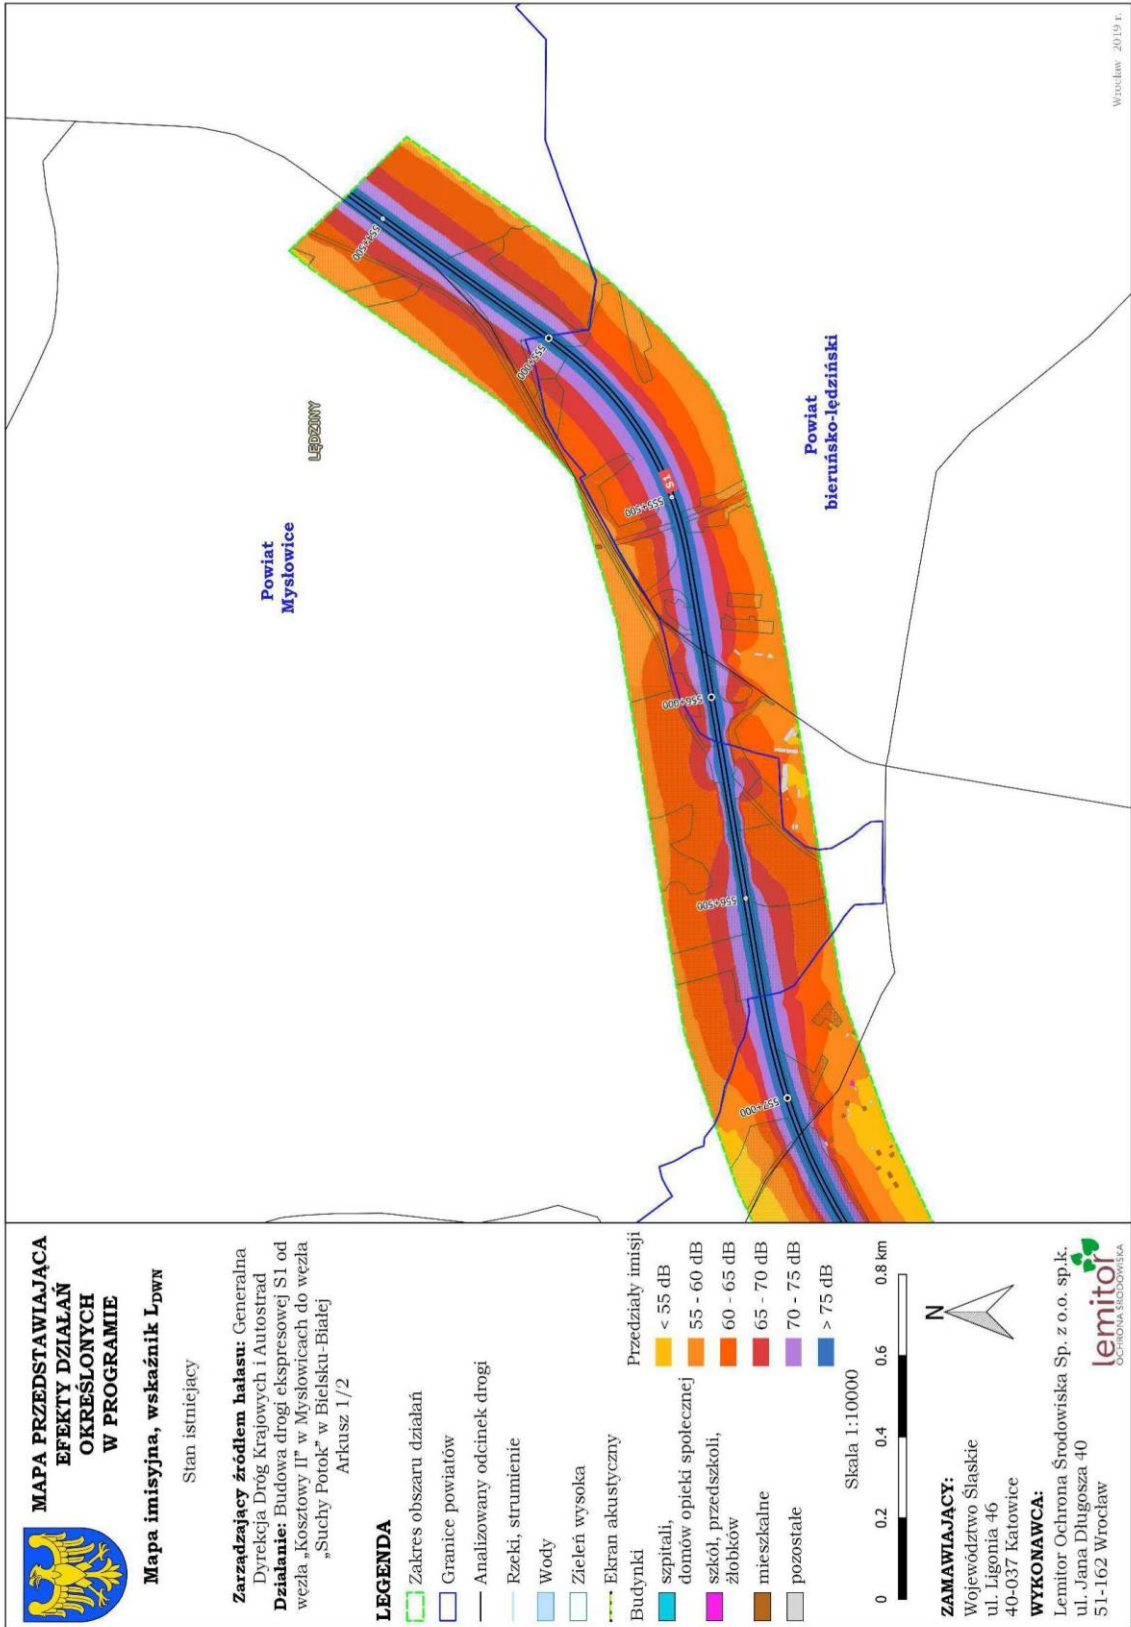 MAPA PRZEDSTAWIAJĄCA
EFEKTY DZIAŁAŃ
OKREŚLONYCH
W PROGRAMIE
Mapa imisyjna, wskaźnik LDWN
Stan istniejący
Zarządzający źródłem hałasu: Generalna
Dyrekcja Dróg Krajowych i Autostrad
Działanie: Budowa drogi ekspresowej S1 od
węzła „Kosztowy II" w Mysłowicach do węzła
„Suchy Potok" w Bielsku-Białej
Arkusz 1/2
LEGENDA
Zakres obszaru działań
Granice powiatów
Analizowany odcinek drogi
Rzeki, strumienie
Wody
Zieleń wysoka
Ekran akustyczny
Budynki
szpitali,
domów opieki społecznej
szkół, przedszkoli,
żłobków
mieszkalne
pozostałe
Przedziały imisji
< 55 dB
55 - 60 dB
60 - 65 dB
65 - 70 dB
70 - 75 dB
> 75 dB
Skala 1:10000
0 0.2 0.4 0.6 0.8 km
N
ZAMAWIAJĄCY:
Województwo Śląskie
ul. Ligonia 46
40-037 Katowice
WYKONAWCA:
Lemitor Ochrona Środowiska Sp. z o.o. sp.k.
ul. Jana Długosza 40
51-162 Wrocław
lemitor
OCHRONA ŚRODOWISKA
Powiat
Mysłowice
LĘDZINY
Powiat
bieruńsko-lędziński
554+500
555+000
S1
555+500
556+000
556+500
557+000
Wrocław 2019 r.